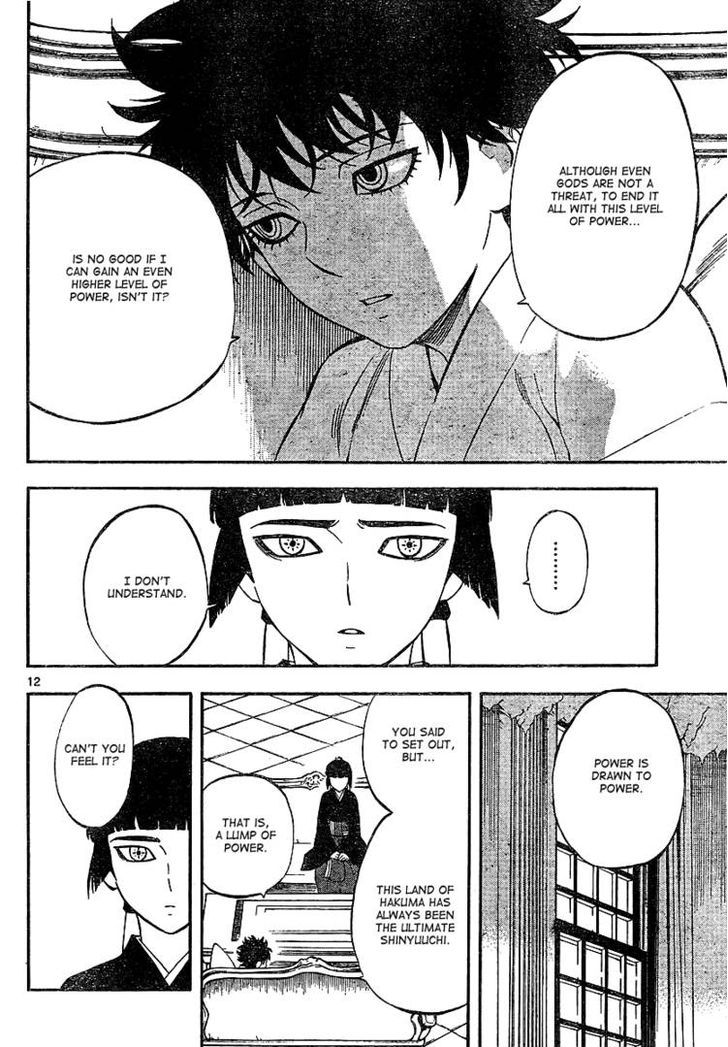 ALTHOUGH EVEN
GODS ARE NOT A
THREAT, TO END IT
ALL WITH THIS LEVEL
OF POWER...
IS NO GOOD IF I
CAN GAIN AN EVEN
HIGHER LEVEL OF
POWER, ISN'T IT?
........
I DON'T
UNDERSTAND.
12
POWER IS
DRAWN TO
POWER.
YOU SAID
TO SET OUT,
BUT...
THIS LAND OF
HAKUMA HAS
ALWAYS BEEN
THE ULTIMATE
SHINYUUCHI.
THAT IS,
A LUMP OF
POWER.
CAN'T YOU
FEEL IT?